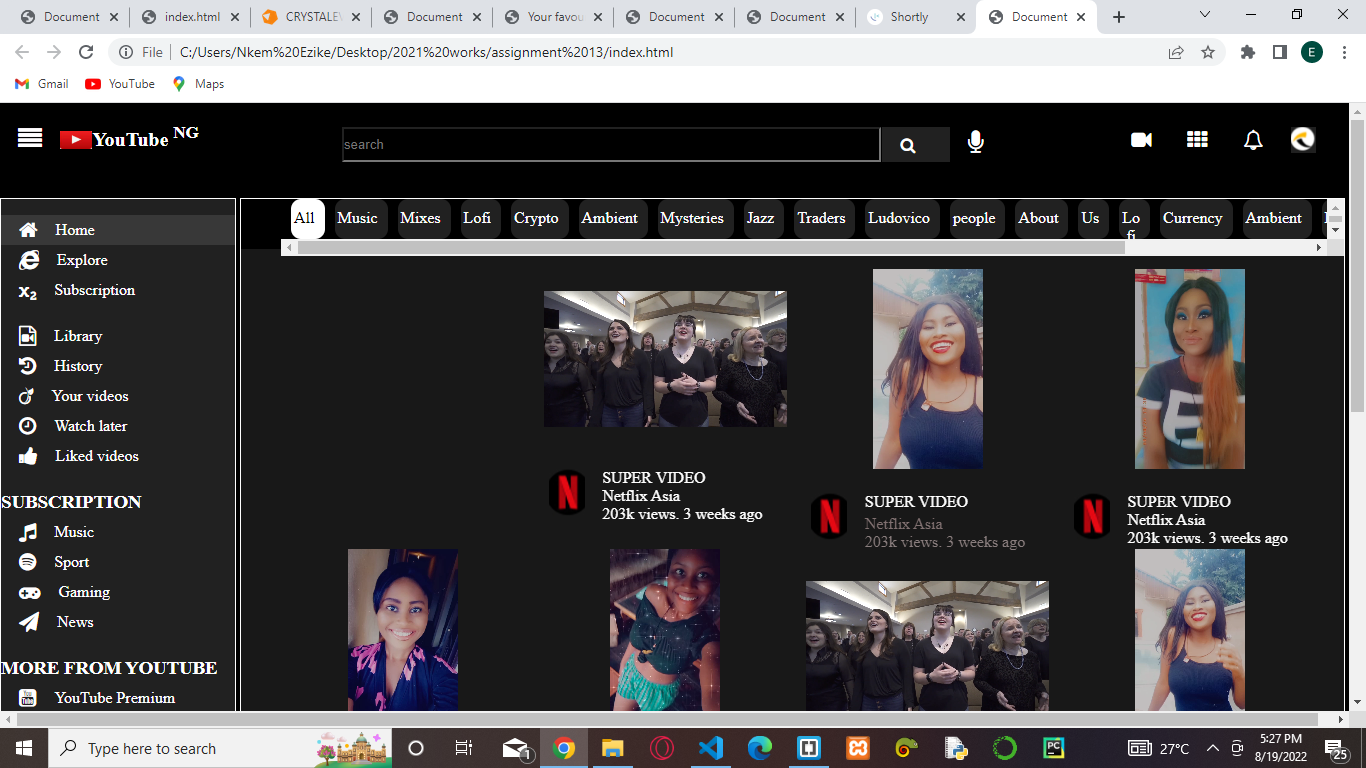 Document
index.html
CRYSTALEV
Document
Your favou
Document
Document
Shortly
Document
File
C:/Users/Nkem%20Ezike/Desktop/2021%20works/assignment%2013/index.html
E
Gmail
YouTube
Maps
YouTube NG
search
All
Music
Mixes
Lofi
Crypto
Ambient
Mysteries
Jazz
Traders
Ludovico
people
About
Us
Lo
fi
Currency
Ambient
Home
Explore
Subscription
Library
History
Your videos
Watch later
Liked videos
SUBSCRIPTION
Music
Sport
Gaming
News
MORE FROM YOUTUBE
YouTube Premium
SUPER VIDEO
Netflix Asia
203k views. 3 weeks ago
SUPER VIDEO
Netflix Asia
203k views. 3 weeks ago
SUPER VIDEO
Netflix Asia
203k views. 3 weeks ago
Type here to search
1
27°C
5:27 PM
8/19/2022
25